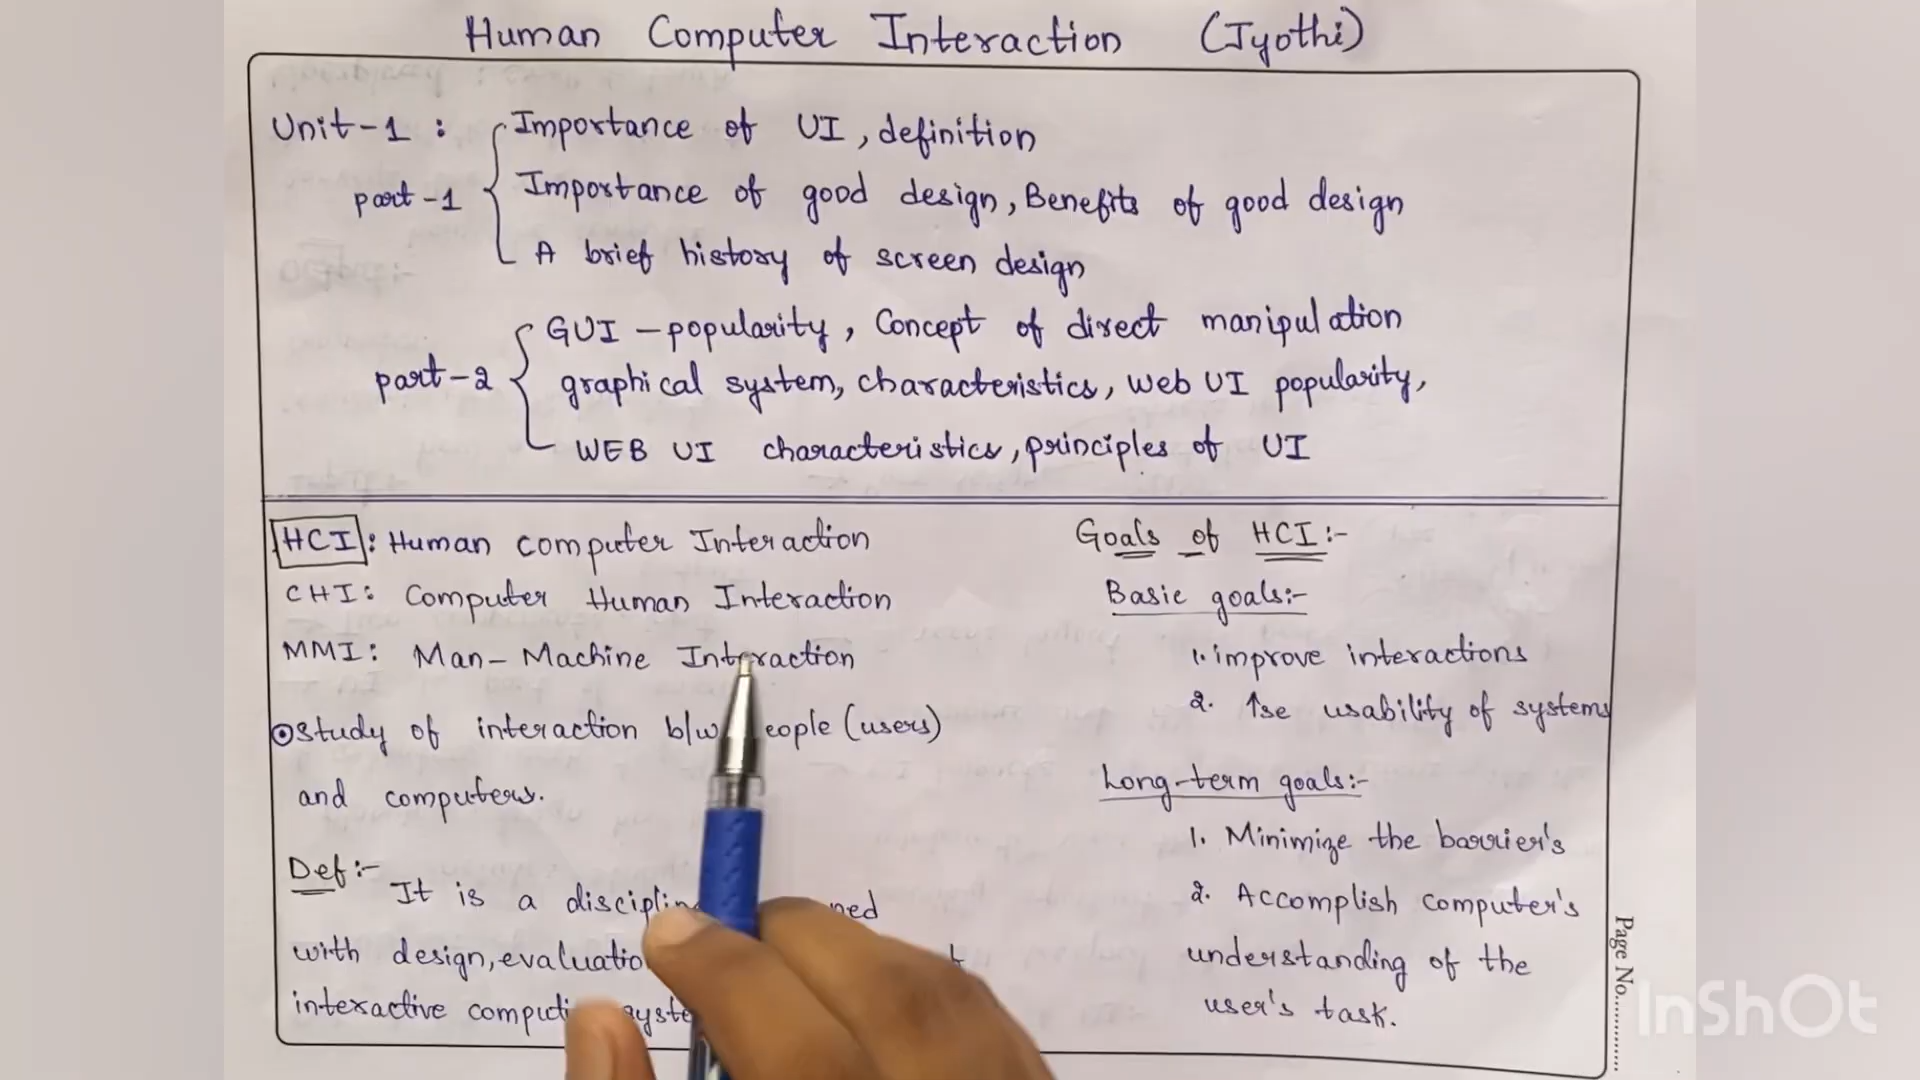 Human Computer Interaction (Jyothi)
Unit-1 : Importance of UI, definition
part-1 Importance of good design, Benefits of good design
A brief history of screen design
GUI - popularity, Concept of direct manipulation
part-2 graphical system, characteristics, Web UI popularity,
WEB UI characteristics, principles of UI
HCI : Human computer Interaction
CHI : Computer Human Interaction
MMI : Man-Machine Interaction
study of interaction b/w eople (users)
and computers.
Def :-
It is a disciplin ned
with design, evaluatio
interactive computi syste
Goals of HCI :-
Basic goals:-
1. improve interactions
2. ↑se usability of systems
Long-term goals:-
1. Minimize the barrier's
2. Accomplish computer's
understanding of the
user's task.
Page No..............
InShOt